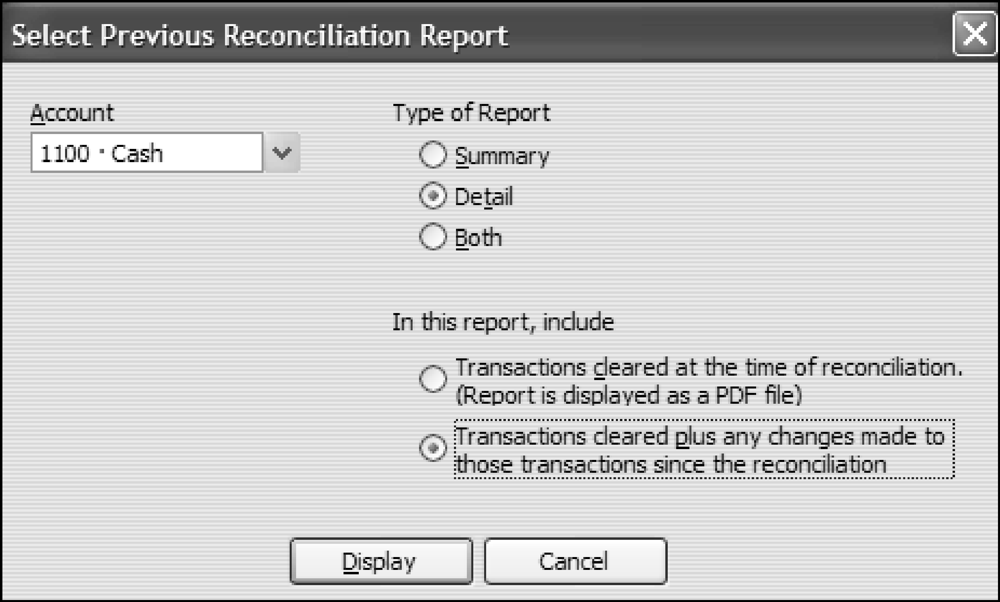 Select Previous Reconciliation Report
Account
1100 · Cash
Type of Report
Summary
Detail
Both
In this report, include
Transactions cleared at the time of reconciliation.
(Report is displayed as a PDF file)
Transactions cleared plus any changes made to
those transactions since the reconciliation
Display
Cancel